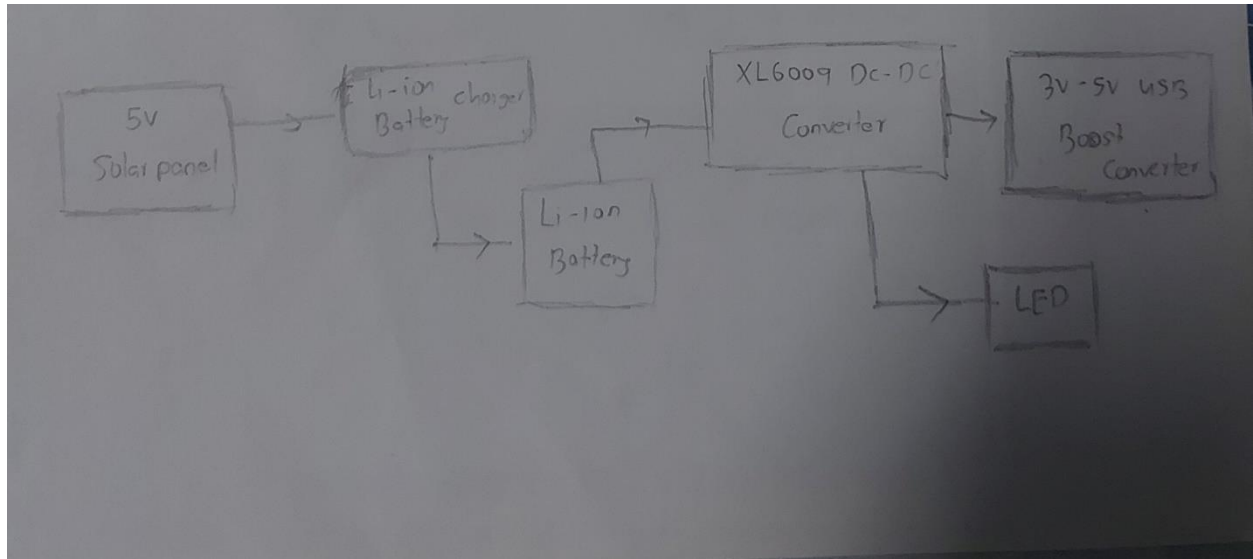 5V
Solar panel
Li-ion charger
Battery
Li-ion
Battery
XL6009 DC-DC
Converter
3V-5V USB
Boost
Converter
LED